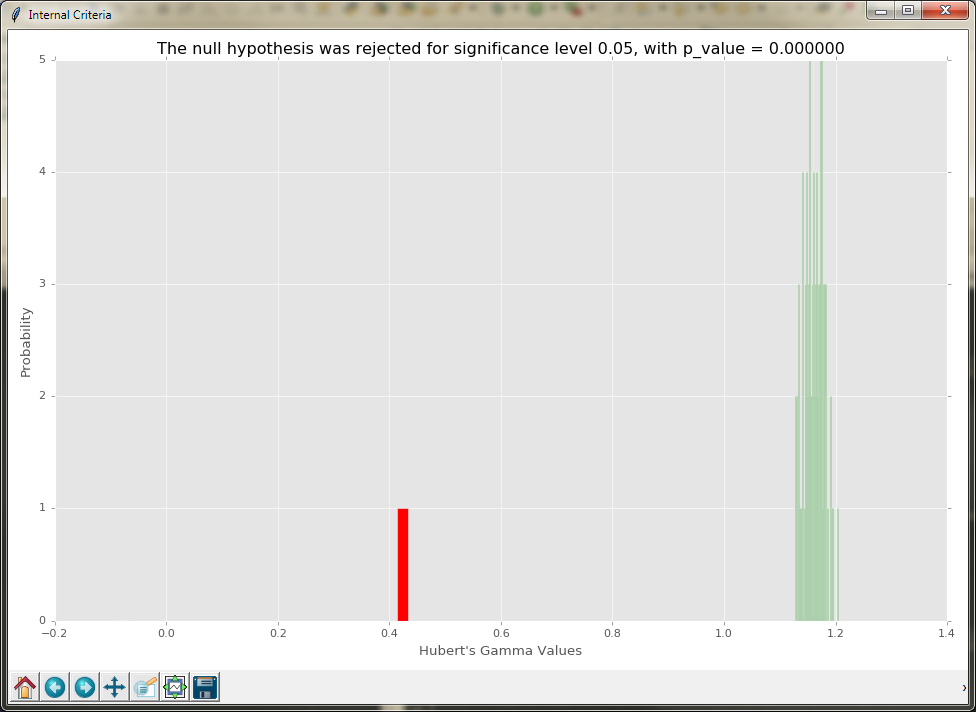 Internal Criteria
The null hypothesis was rejected for significance level 0.05, with p_value = 0.000000
5
4
3
2
1
0
Probability
−0.2 0.0 0.2 0.4 0.6 0.8 1.0 1.2 1.4
Hubert's Gamma Values